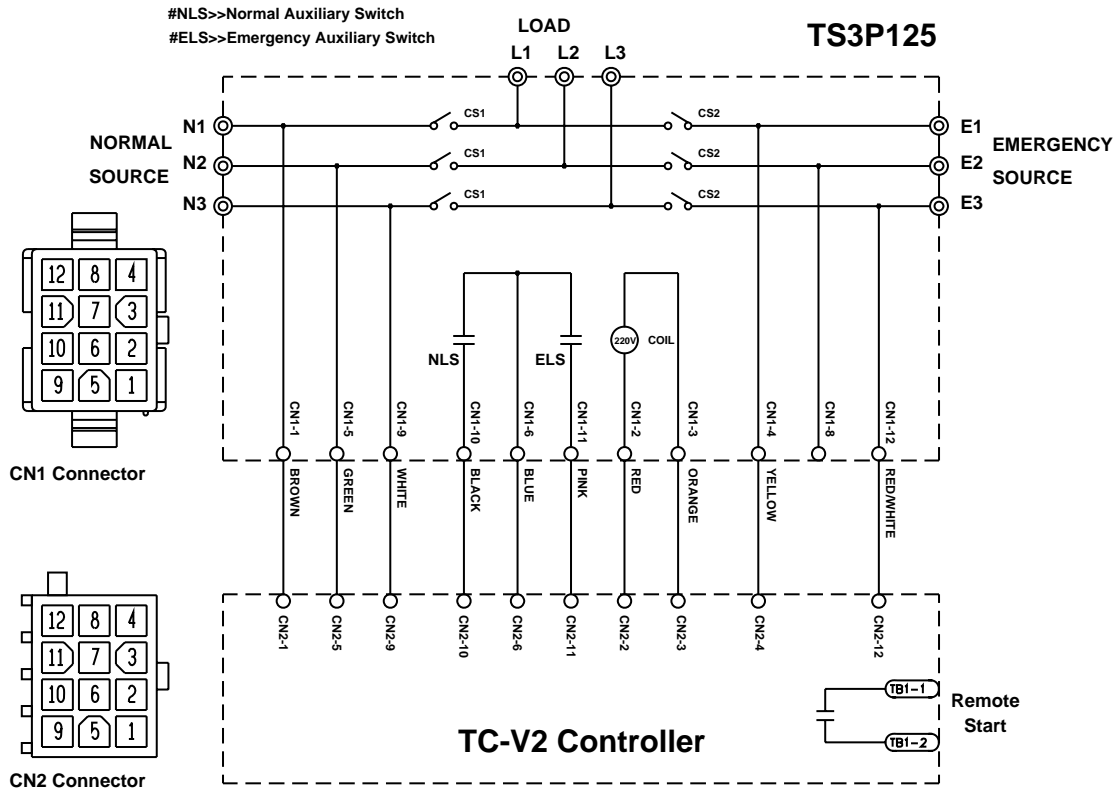 #NLS>>Normal Auxiliary Switch
#ELS>>Emergency Auxiliary Switch
LOAD
TS3P125
L1 L2 L3
N1 CS1 CS2 E1
NORMAL
SOURCE
EMERGENCY
SOURCE
N2 CS1 CS2 E2
N3 CS1 CS2 E3
12 8 4
11 7 3
10 6 2
9 5 1
CN1 Connector
NLS
ELS
220V
COIL
CN1-1
CN1-5
CN1-9
CN1-10
CN1-6
CN1-11
CN1-2
CN1-3
CN1-4
CN1-8
CN1-12
BROWN
GREEN
WHITE
BLACK
BLUE
PINK
RED
ORANGE
YELLOW
RED/WHITE
12 8 4
11 7 3
10 6 2
9 5 1
CN2 Connector
CN2-1
CN2-5
CN2-9
CN2-10
CN2-6
CN2-11
CN2-2
CN2-3
CN2-4
CN2-12
TB1-1
TB1-2
Remote
Start
TC-V2 Controller